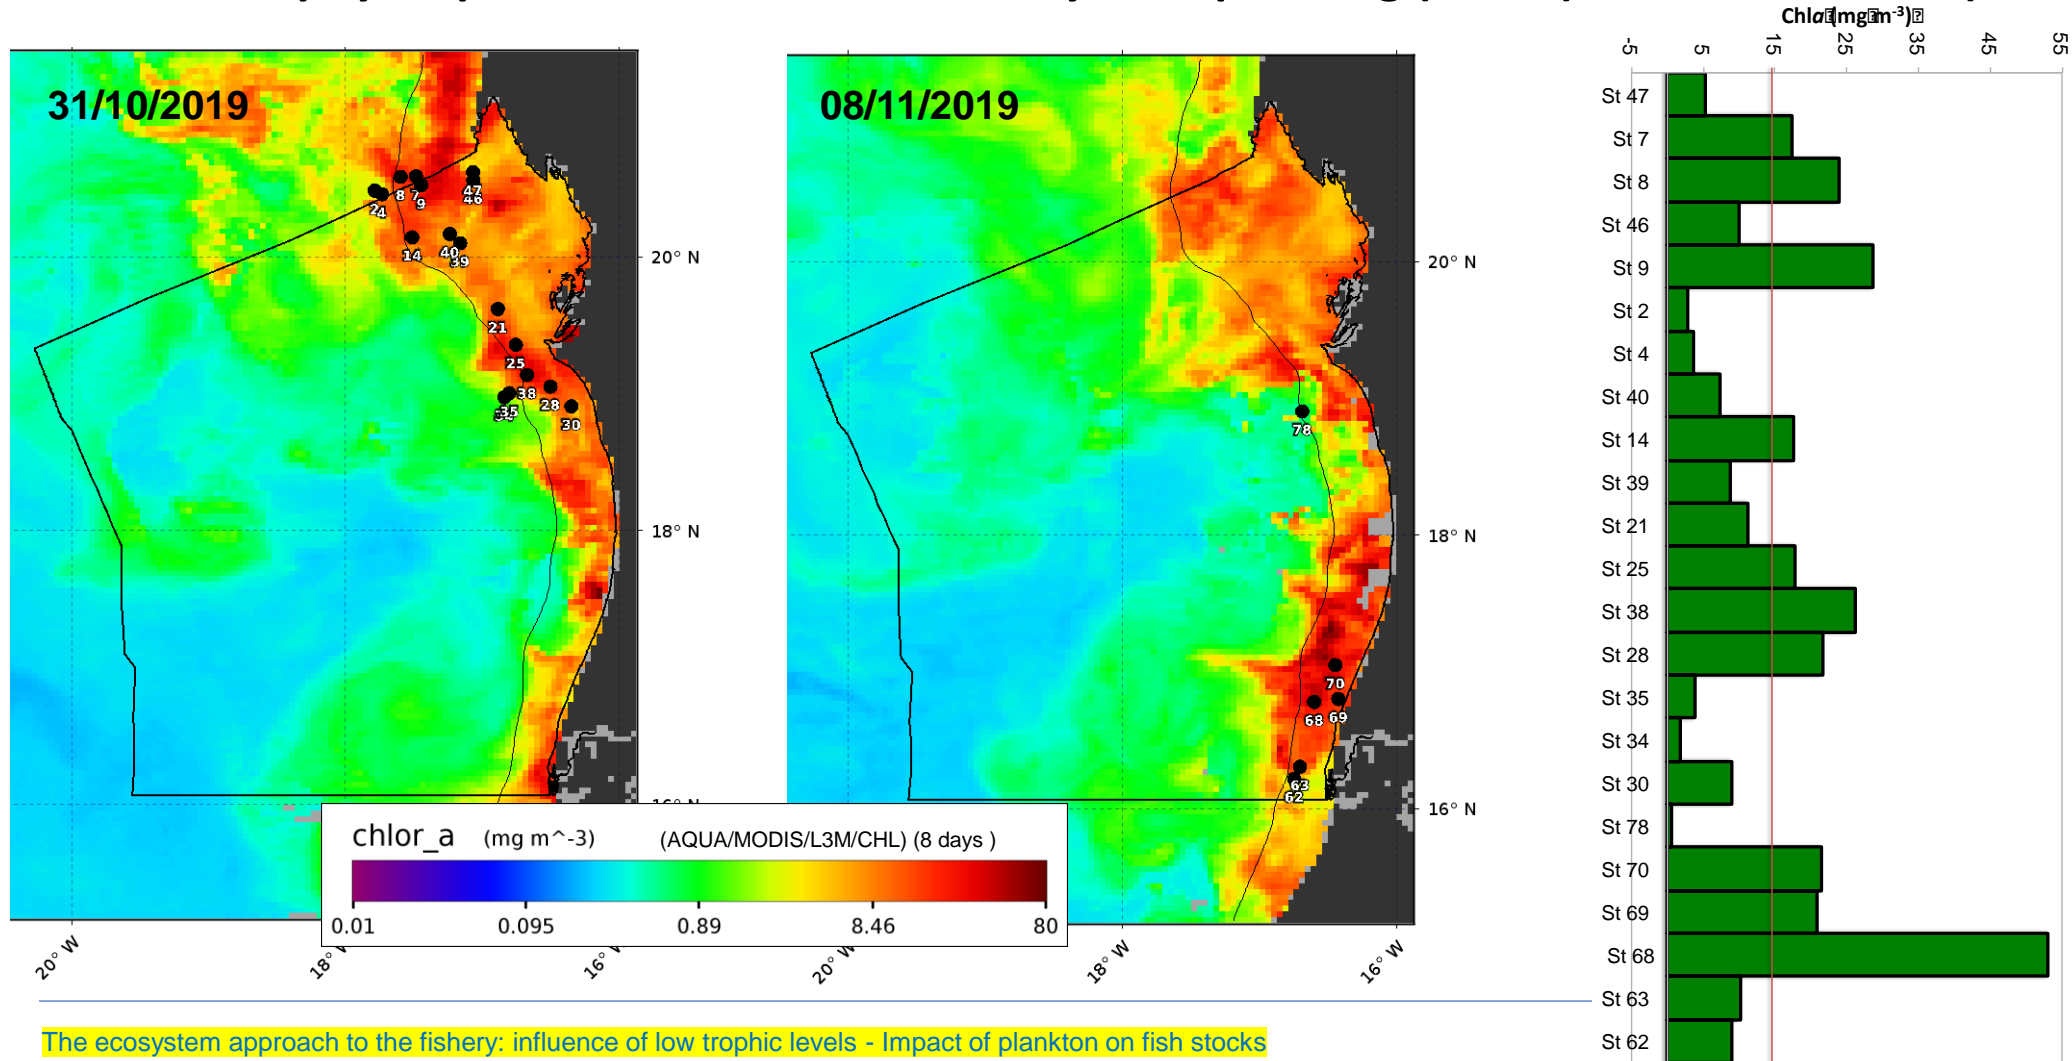 31/10/2019
8
7
9
47
46
2
4
14
40
39
21
25
38
28
35
30
20° N
18° N
20° W
18° W
16° W
08/11/2019
78
70
68
69
63
62
20° N
18° N
16° N
20° W
18° W
16° W
chlor_a (mg m^-3) (AQUA/MODIS/L3M/CHL) (8 days )
0.01 0.095 0.89 8.46 80
Chla (mg m-3)
-5 5 15 25 35 45 55
St 47
St 7
St 8
St 46
St 9
St 2
St 4
St 40
St 14
St 39
St 21
St 25
St 38
St 28
St 35
St 34
St 30
St 78
St 70
St 69
St 68
St 63
St 62
The ecosystem approach to the fishery: influence of low trophic levels - Impact of plankton on fish stocks